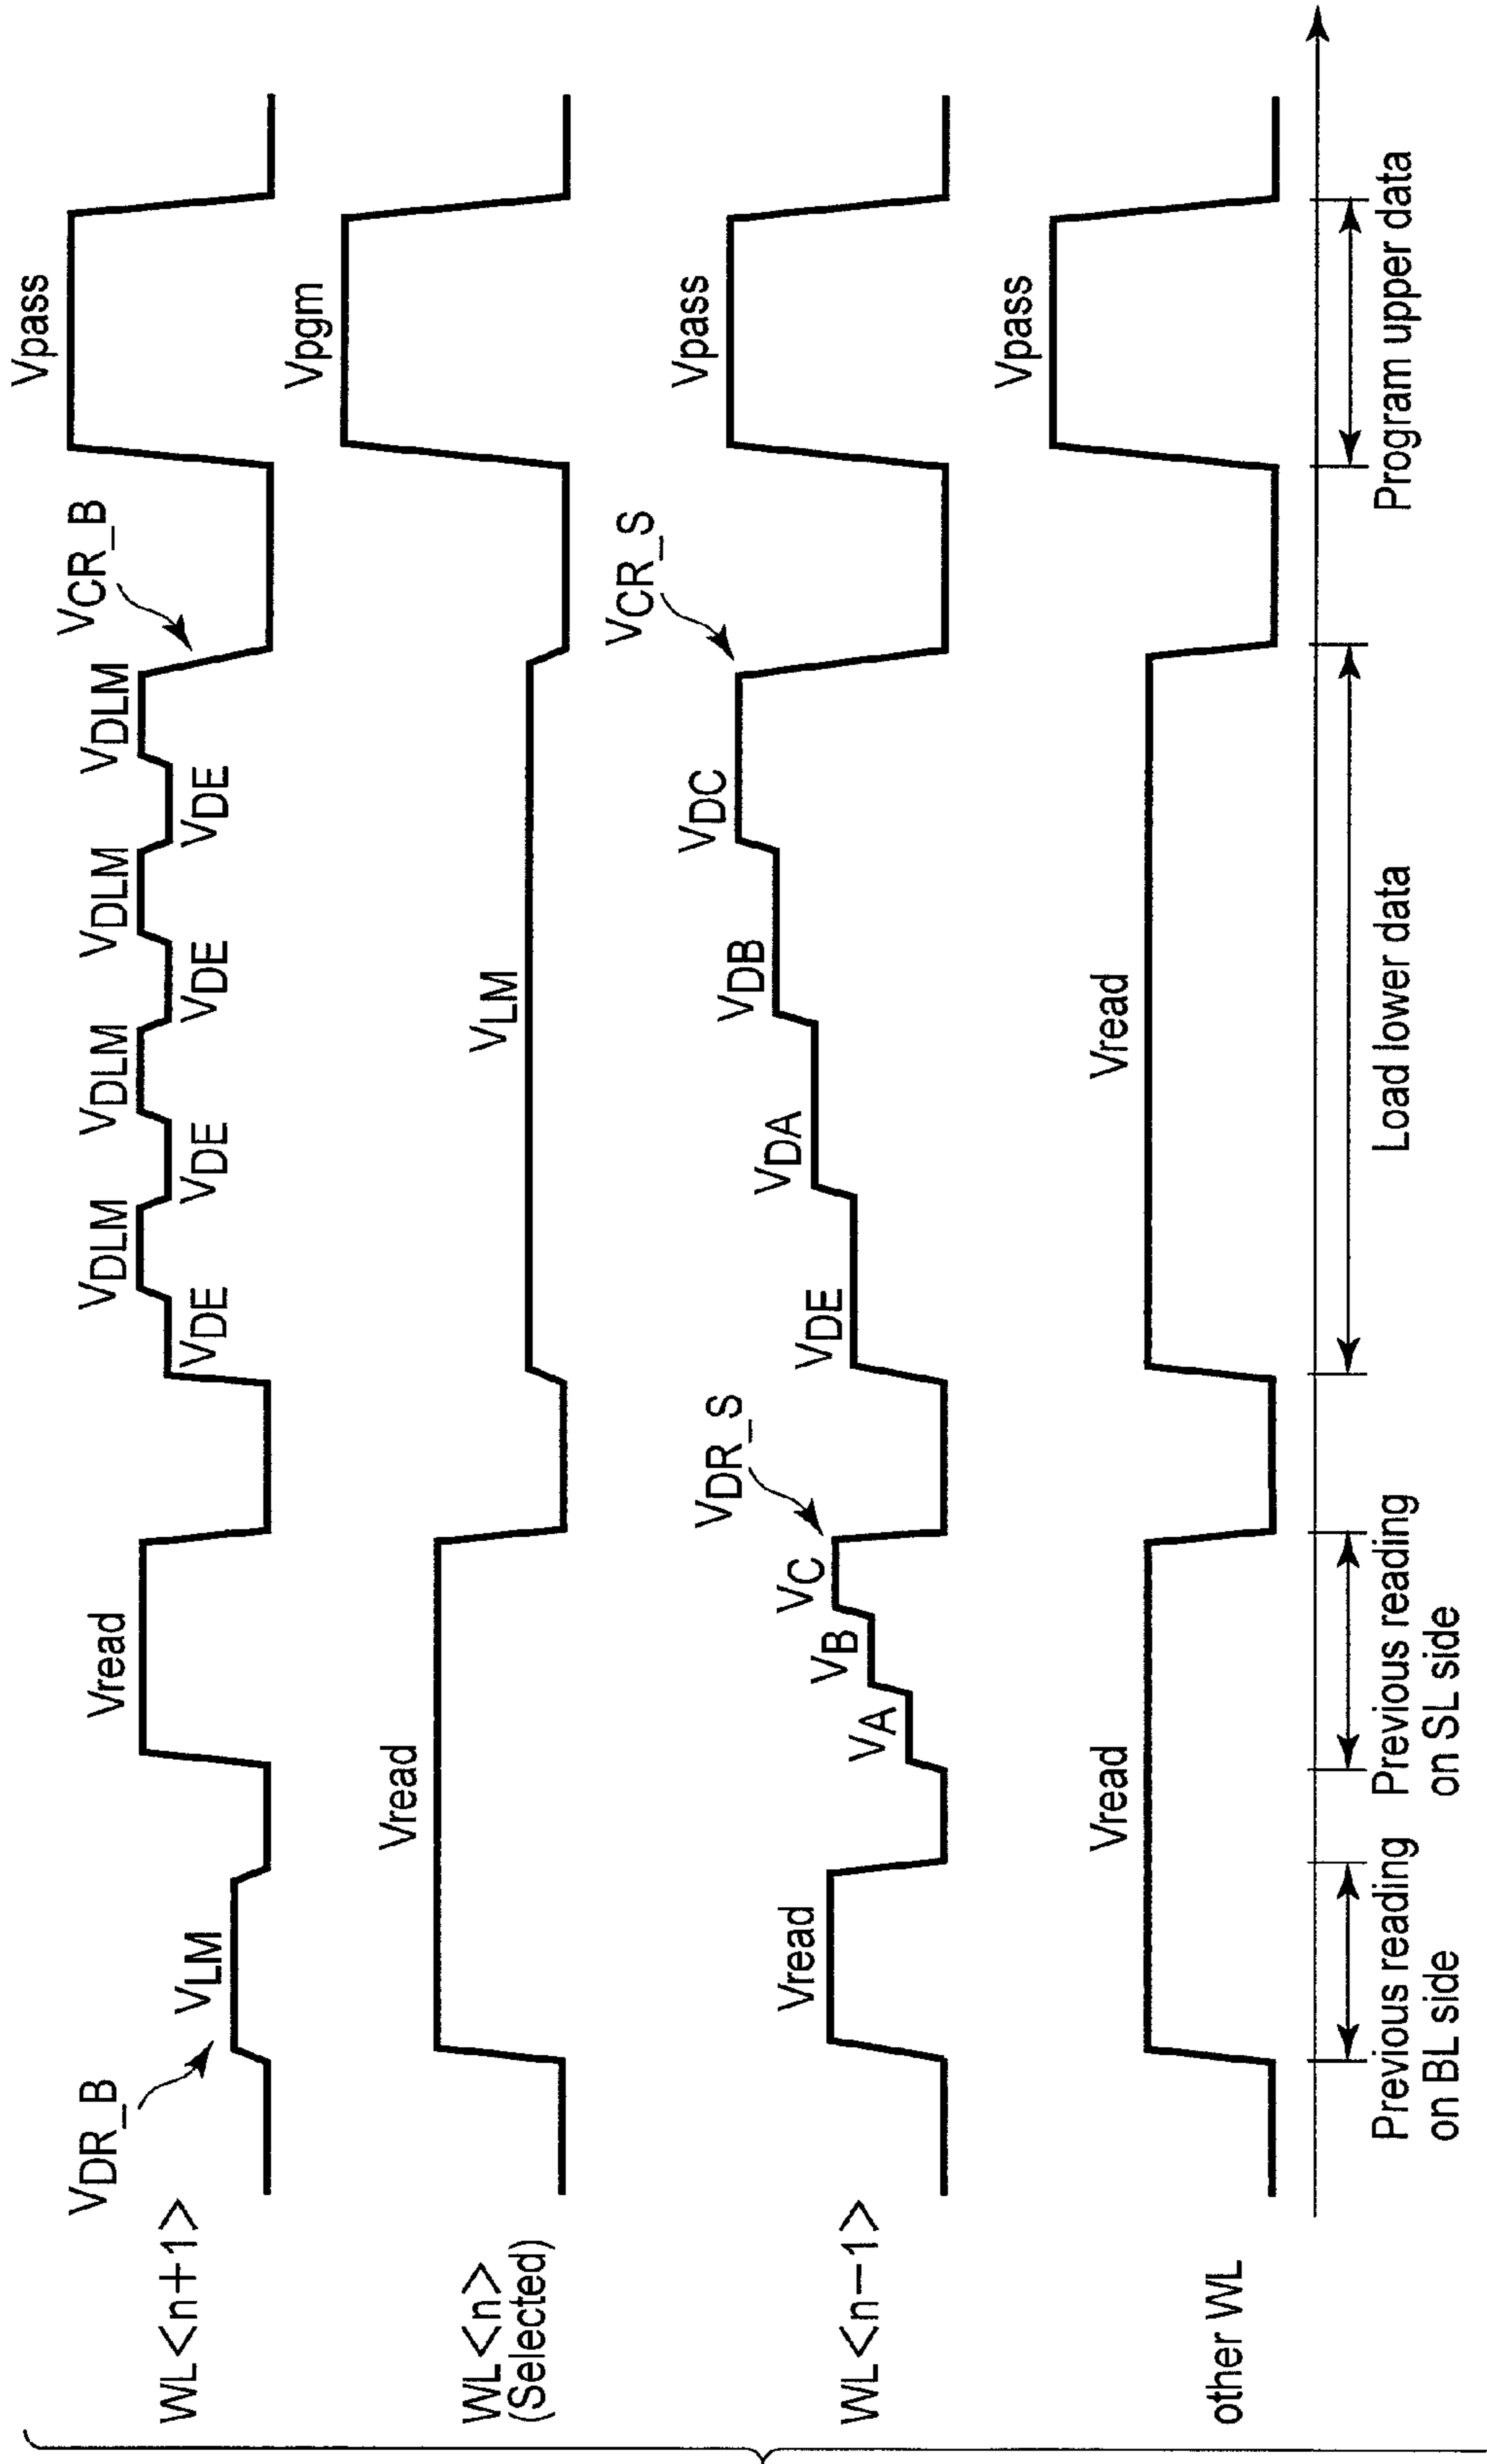 WL<n+1>
VDR_B
VLM
Vread
VDE
VDLM
VDE
VDLM
VDE
VDLM
VDE
VDLM
VCR_B
Vpass
WL<n>
(Selected)
Vread
VLM
Vpgm
WL<n−1>
Vread
VA
VB
VC
VDR_S
VDE
VDA
VDB
VDC
VCR_S
Vpass
other WL
Vread
Vread
Vpass
Previous reading
on BL side
Previous reading
on SL side
Load lower data
Program upper data